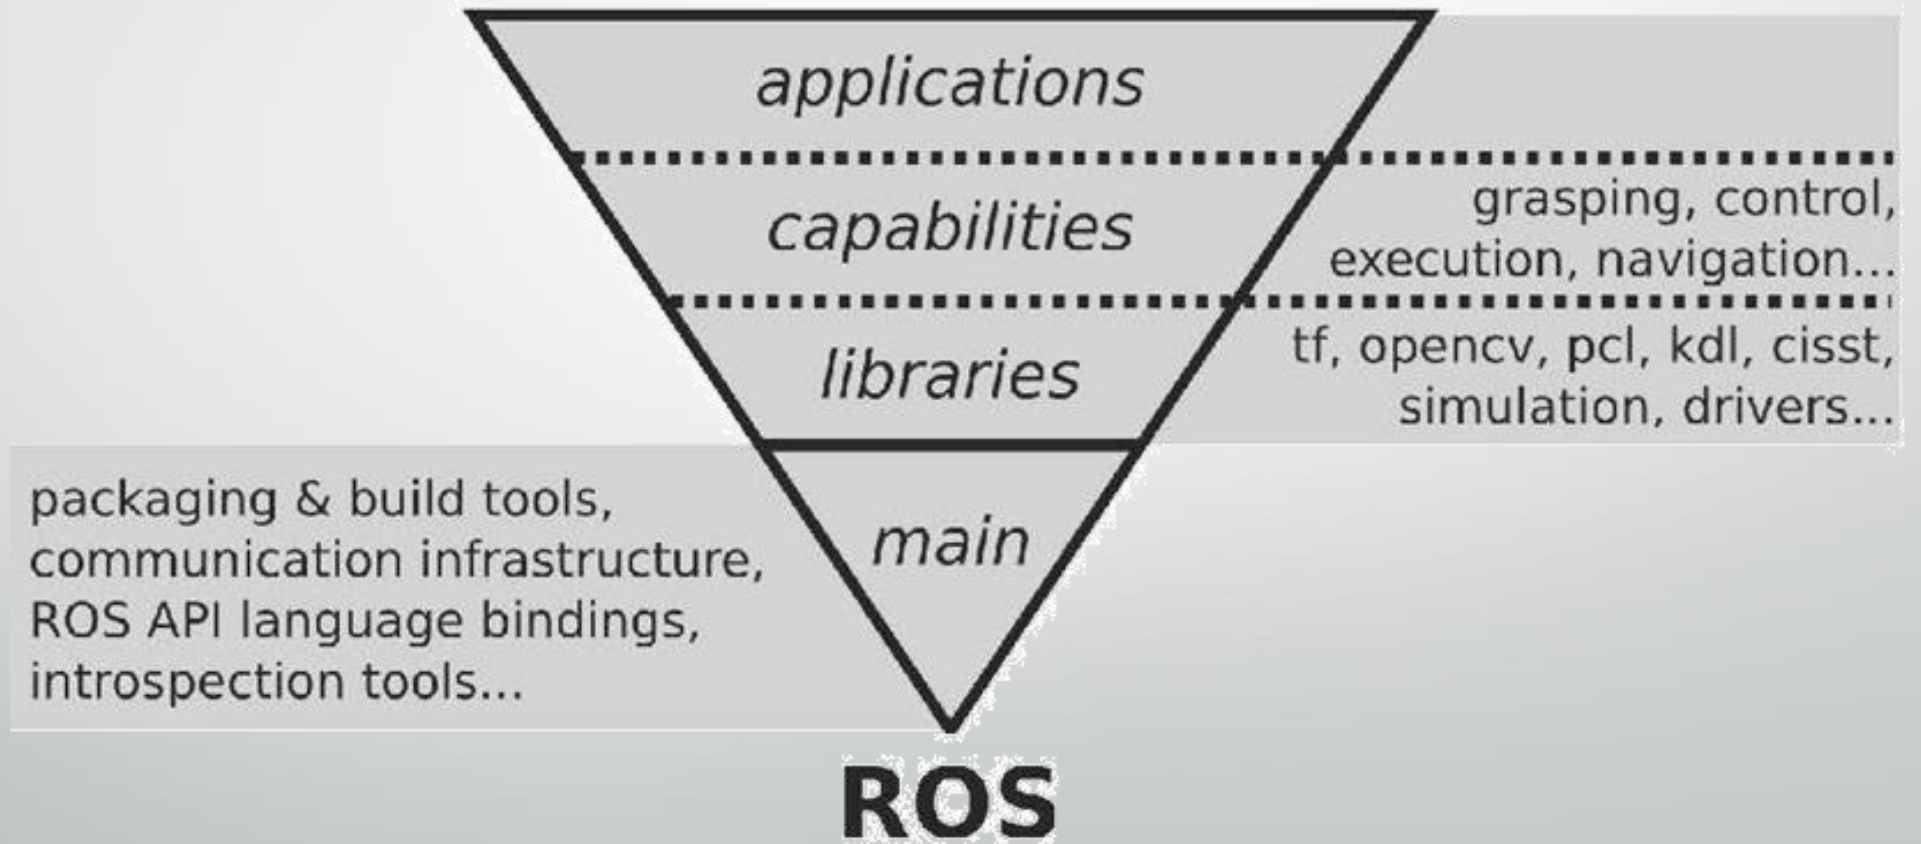 applications
capabilities
grasping, control,
execution, navigation...
libraries
tf, opencv, pcl, kdl, cisst,
simulation, drivers...
packaging & build tools,
communication infrastructure,
ROS API language bindings,
introspection tools...
main
ROS